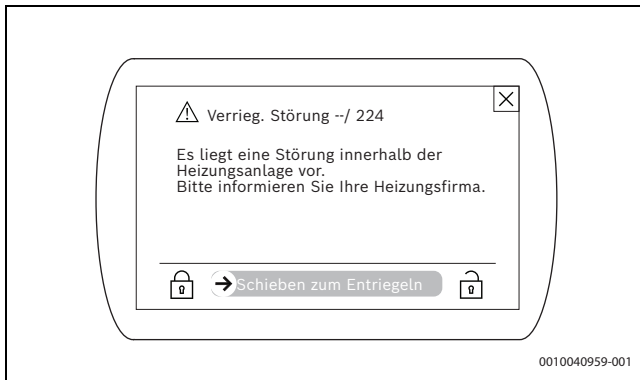 Verrieg. Störung --/ 224
Es liegt eine Störung innerhalb der
Heizungsanlage vor.
Bitte informieren Sie Ihre Heizungsfirma.
Schieben zum Entriegeln
0010040959-001